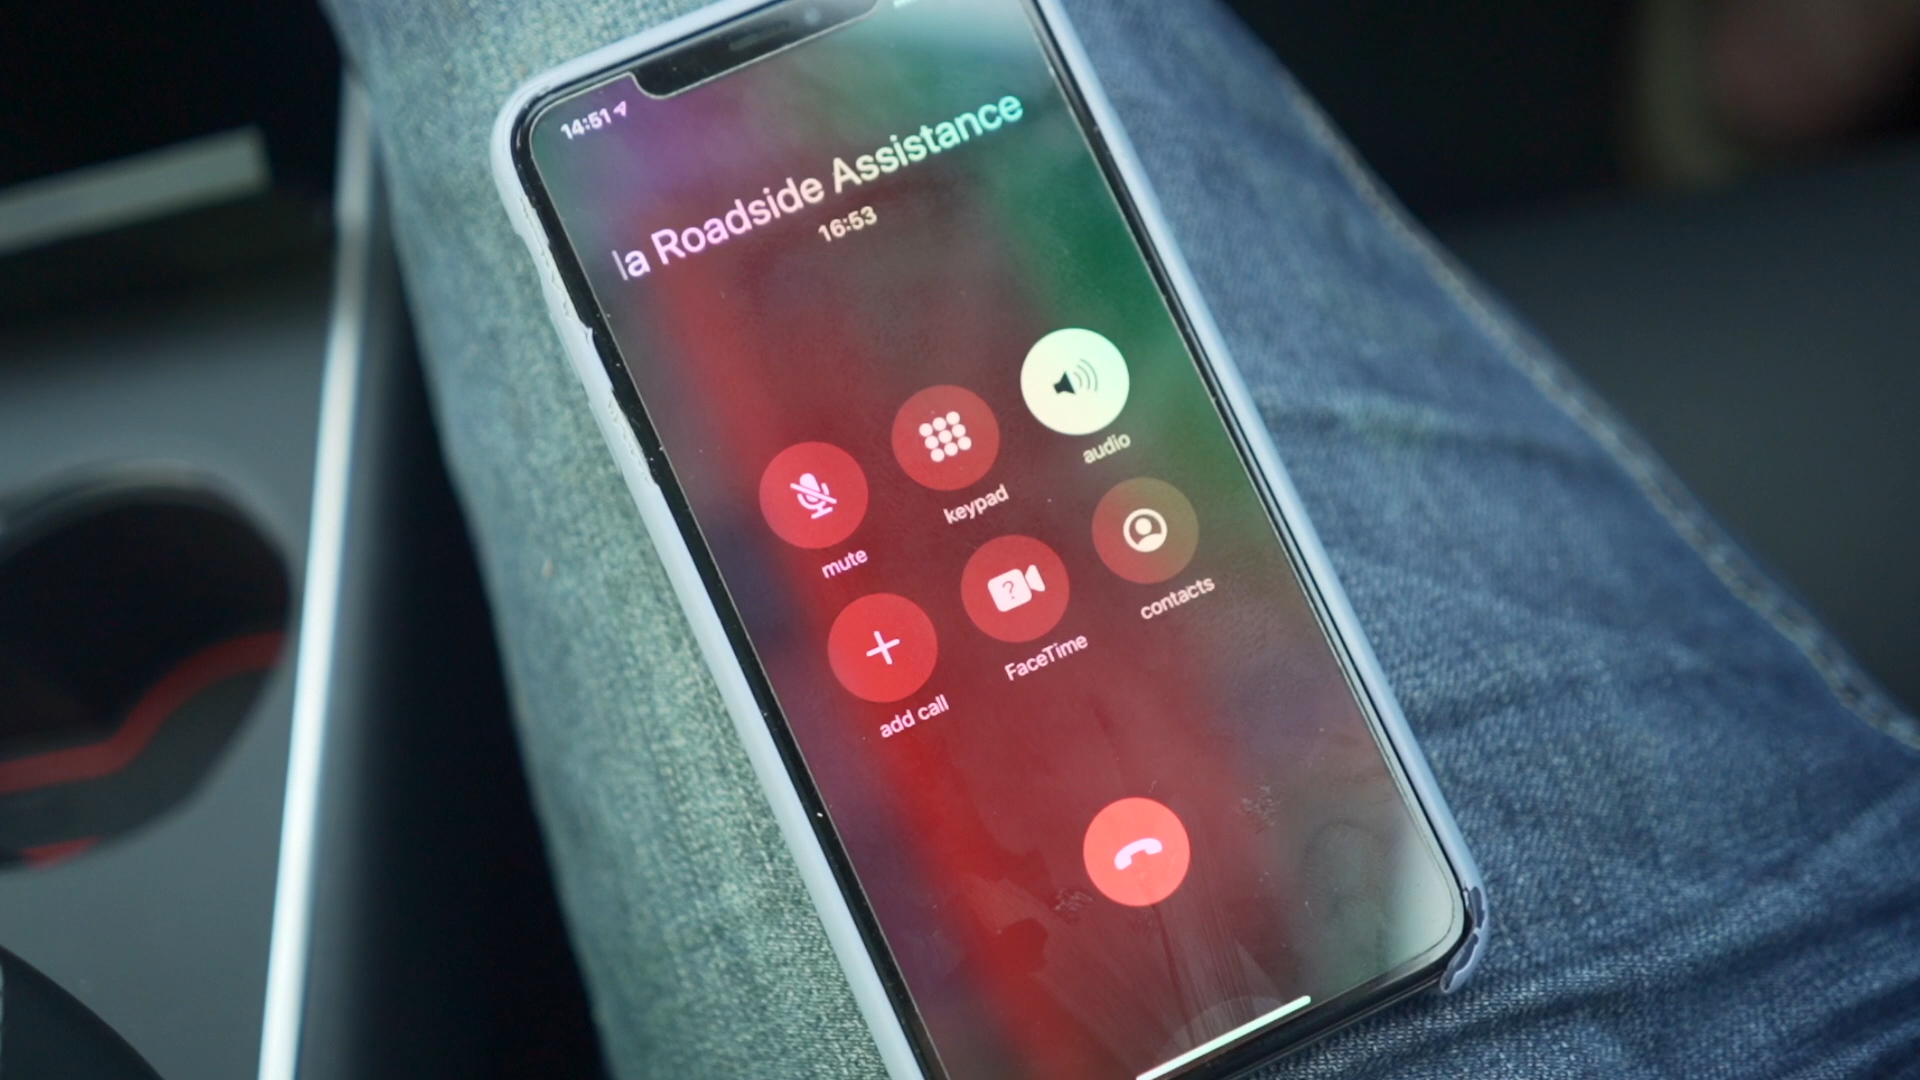 14:51
la Roadside Assistance
16:53
mute
keypad
audio
add call
FaceTime
contacts